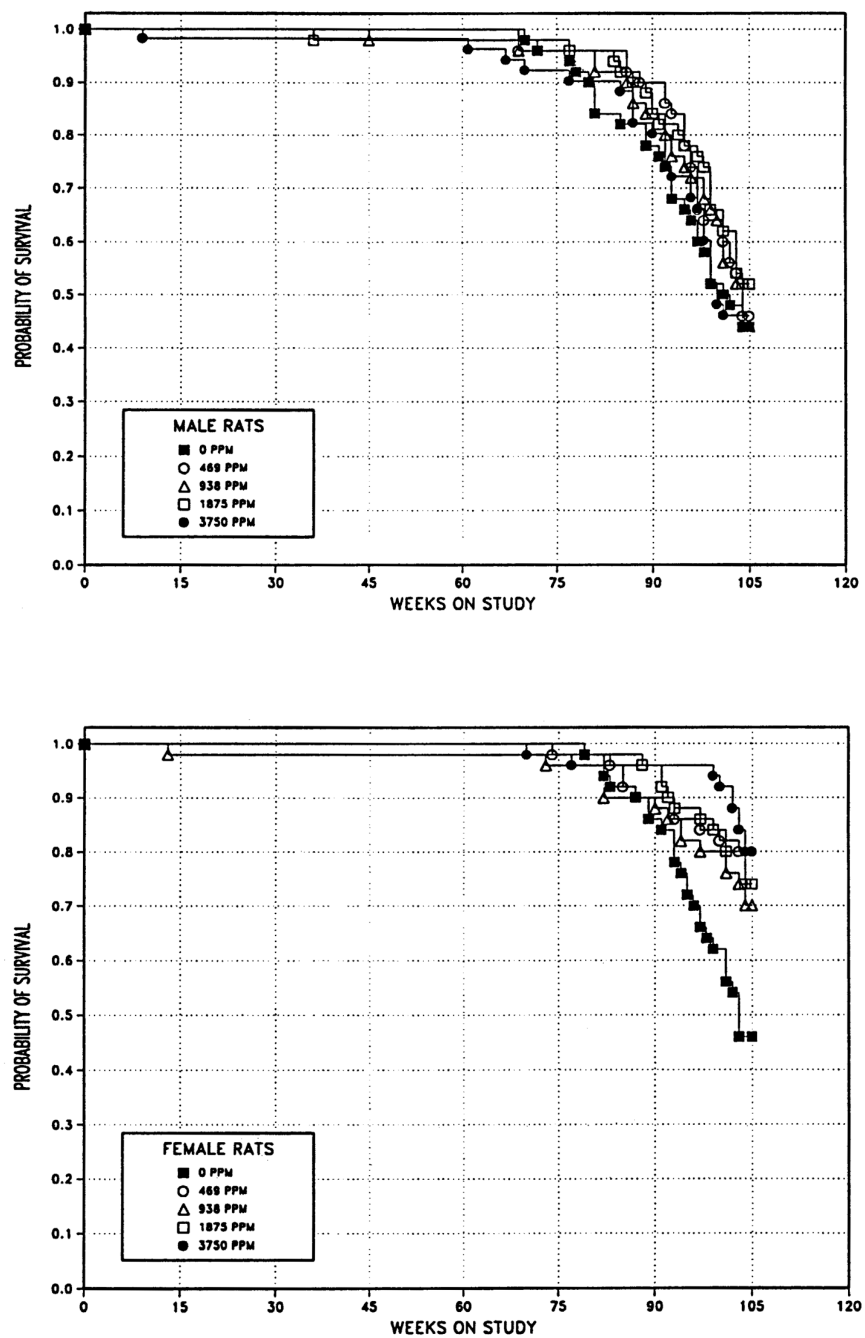 PROBABILITY OF SURVIVAL
1.0
0.9
0.8
0.7
0.6
0.5
0.4
0.3
0.2
0.1
0.0
MALE RATS
0 PPM
469 PPM
938 PPM
1875 PPM
3750 PPM
0 15 30 45 60 75 90 105 120
WEEKS ON STUDY
PROBABILITY OF SURVIVAL
1.0
0.9
0.8
0.7
0.6
0.5
0.4
0.3
0.2
0.1
0.0
FEMALE RATS
0 PPM
469 PPM
938 PPM
1875 PPM
3750 PPM
0 15 30 45 60 75 90 105 120
WEEKS ON STUDY